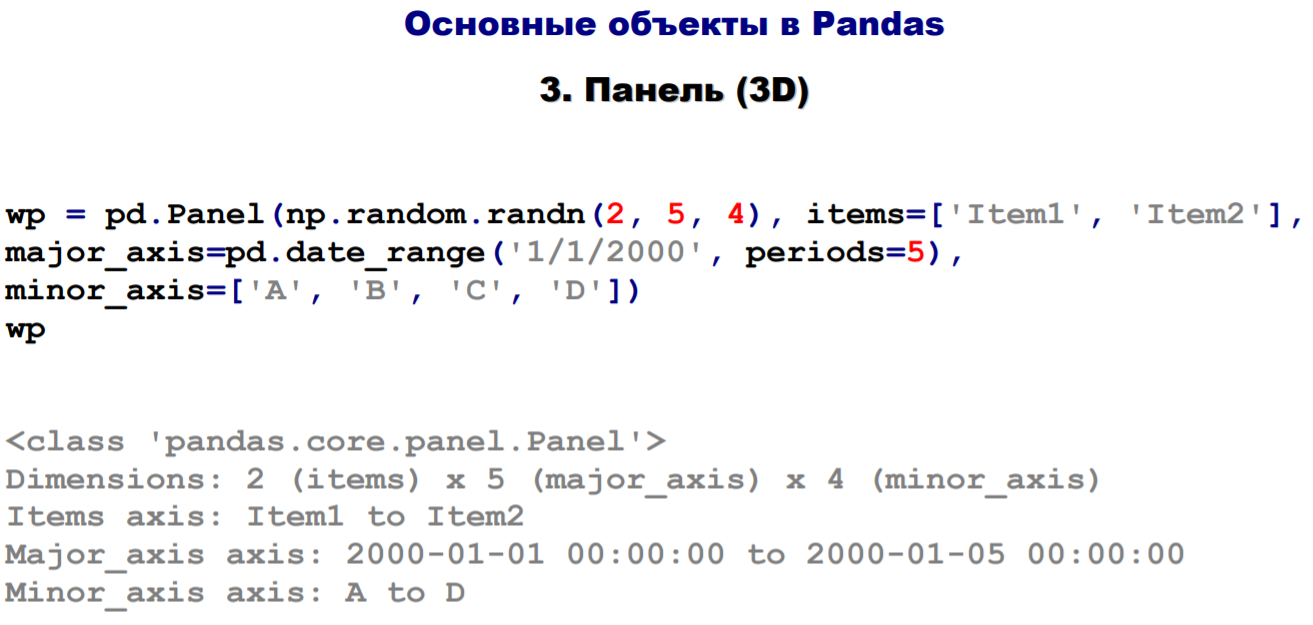 Основные объекты в Pandas
3. Панель (3D)
wp = pd.Panel(np.random.randn(2, 5, 4), items=['Item1', 'Item2'],
major_axis=pd.date_range('1/1/2000', periods=5),
minor_axis=['A', 'B', 'C', 'D'])
wp
<class 'pandas.core.panel.Panel'>
Dimensions: 2 (items) x 5 (major_axis) x 4 (minor_axis)
Items axis: Item1 to Item2
Major_axis axis: 2000-01-01 00:00:00 to 2000-01-05 00:00:00
Minor_axis axis: A to D